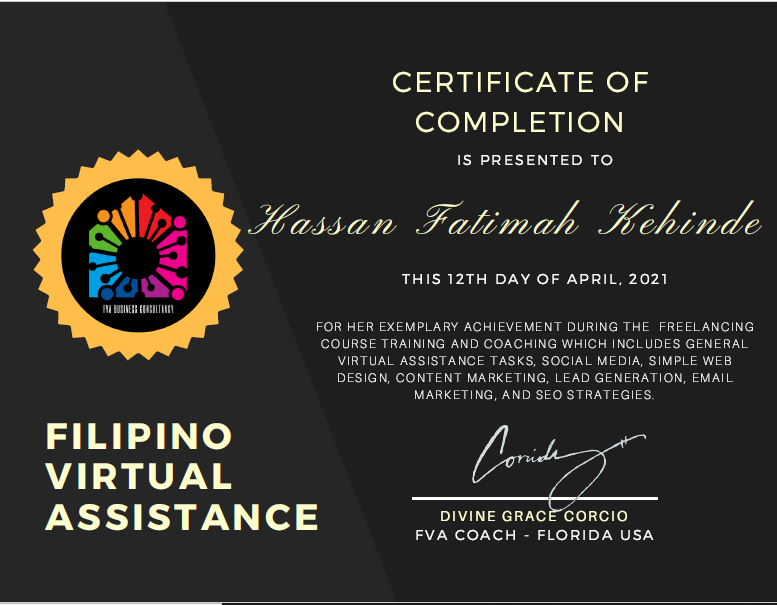 CERTIFICATE OF
COMPLETION
IS PRESENTED TO
Hassan Fatimah Kehinde
THIS 12TH DAY OF APRIL, 2021
FOR HER EXEMPLARY ACHIEVEMENT DURING THE FREELANCING
COURSE TRAINING AND COACHING WHICH INCLUDES GENERAL
VIRTUAL ASSISTANCE TASKS, SOCIAL MEDIA, SIMPLE WEB
DESIGN, CONTENT MARKETING, LEAD GENERATION, EMAIL
MARKETING, AND SEO STRATEGIES.
DIVINE GRACE CORCIO
FVA COACH - FLORIDA USA
FVA BUSINESS CONSULTANCY
FILIPINO
VIRTUAL
ASSISTANCE